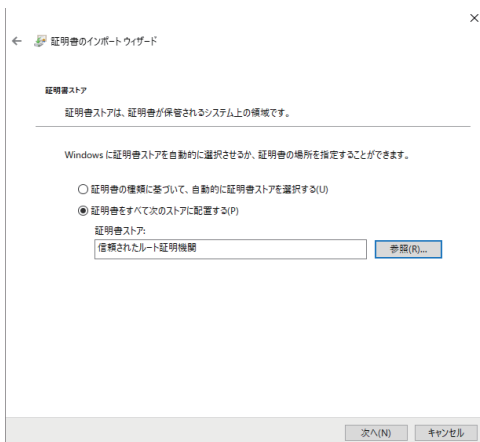 証明書のインポート ウィザード
証明書ストア
証明書ストアは、証明書が保管されるシステム上の領域です。
Windows に証明書ストアを自動的に選択させるか、証明書の場所を指定することができます。
証明書の種類に基づいて、自動的に証明書ストアを選択する(U)
証明書をすべて次のストアに配置する(P)
証明書ストア:
信頼されたルート証明機関
参照(R)...
次へ(N)
キャンセル